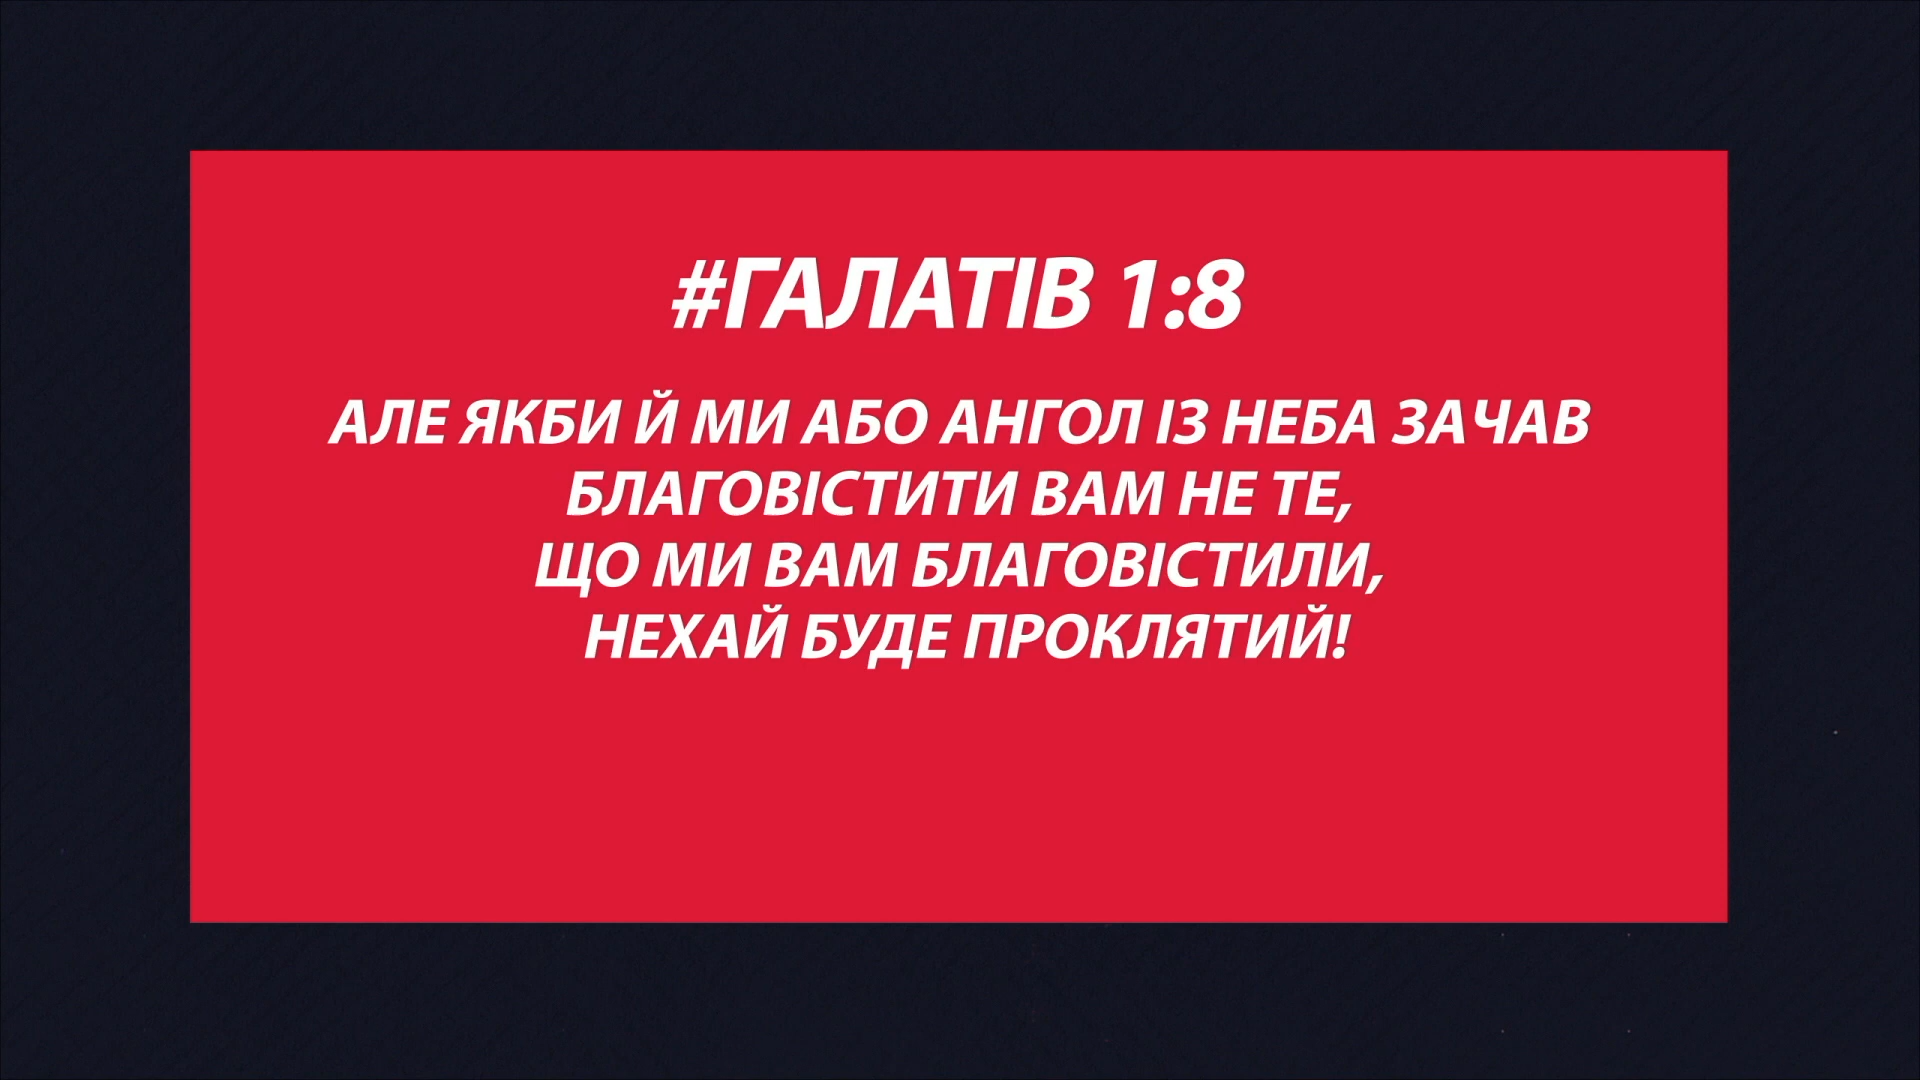 #ГАЛАТІВ 1:8
АЛЕ ЯКБИ Й МИ АБО АНГОЛ ІЗ НЕБА ЗАЧАВ
БЛАГОВІСТИТИ ВАМ НЕ ТЕ,
ЩО МИ ВАМ БЛАГОВІСТИЛИ,
НЕХАЙ БУДЕ ПРОКЛЯТИЙ!